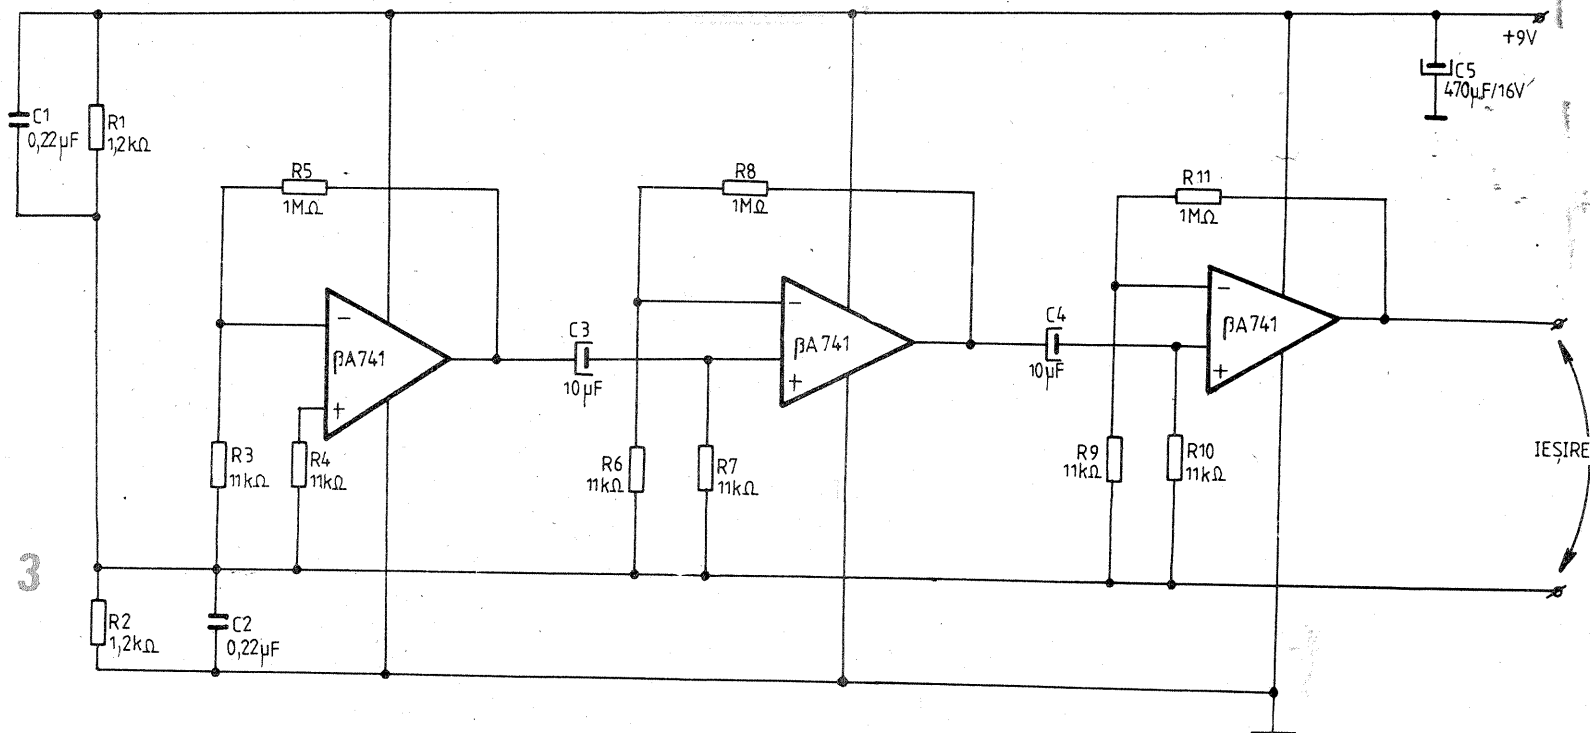 +9V
C5
470µF/16V
C1
0,22µF
R1
1,2kΩ
R5
1MΩ
R8
1MΩ
R11
1MΩ
−
βA741
+
C3
10µF
−
βA741
+
C4
10µF
−
βA741
+
R3
11kΩ
R4
11kΩ
R6
11kΩ
R7
11kΩ
R9
11kΩ
R10
11kΩ
IEȘIRE
3
R2
1,2kΩ
C2
0,22µF